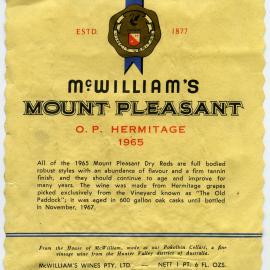 ESTD. 1877
McWILLIAM'S
MOUNT PLEASANT
O. P. HERMITAGE
1965
All of the 1965 Mount Pleasant Dry Reds are full bodied
robust styles with an abundance of flavour and a firm tannin
finish, and they should continue to age and improve for
many years. The wine was made from Hermitage grapes
picked exclusively from the Vineyard known as "The Old
Paddock"; it was aged in 600 gallon oak casks until bottled
in November, 1967.
From the House of McWilliam, made at our Pokolbin Cellars, a fine
vintage wine from the Hunter Valley district of Australia.
McWILLIAM'S WINES PTY. LTD. — NETT 1 PT. 6 FL. OZS.